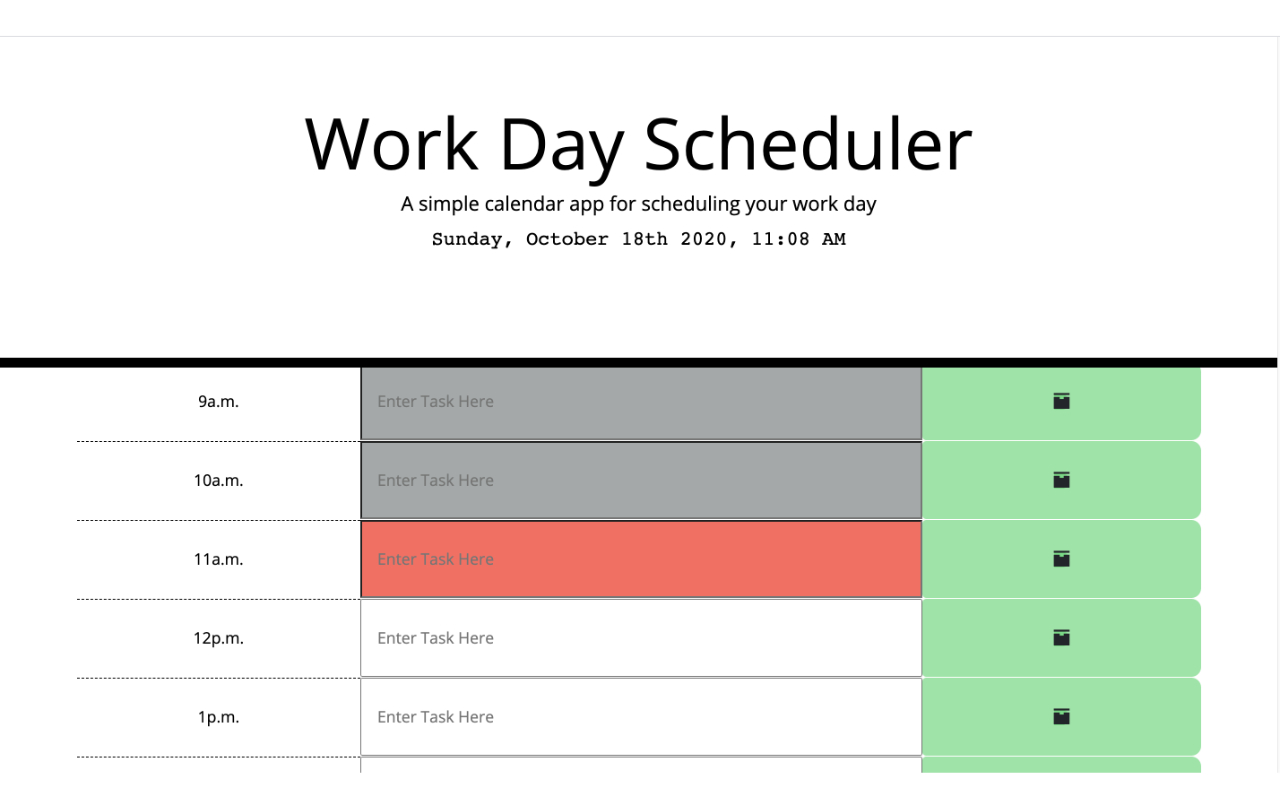 Work Day Scheduler
A simple calendar app for scheduling your work day
Sunday, October 18th 2020, 11:08 AM
9a.m. Enter Task Here
10a.m. Enter Task Here
11a.m. Enter Task Here
12p.m. Enter Task Here
1p.m. Enter Task Here